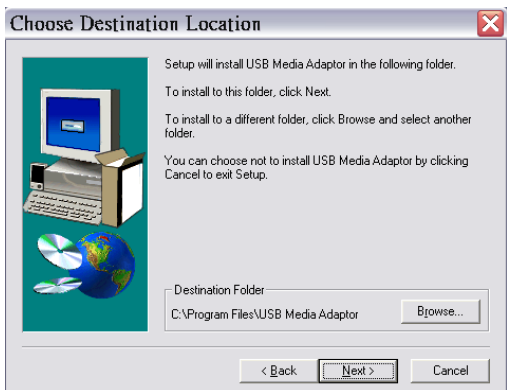 Choose Destination Location
Setup will install USB Media Adaptor in the following folder.
To install to this folder, click Next.
To install to a different folder, click Browse and select another
folder.
You can choose not to install USB Media Adaptor by clicking
Cancel to exit Setup.
Destination Folder
C:\Program Files\USB Media Adaptor
Browse...
< Back
Next >
Cancel